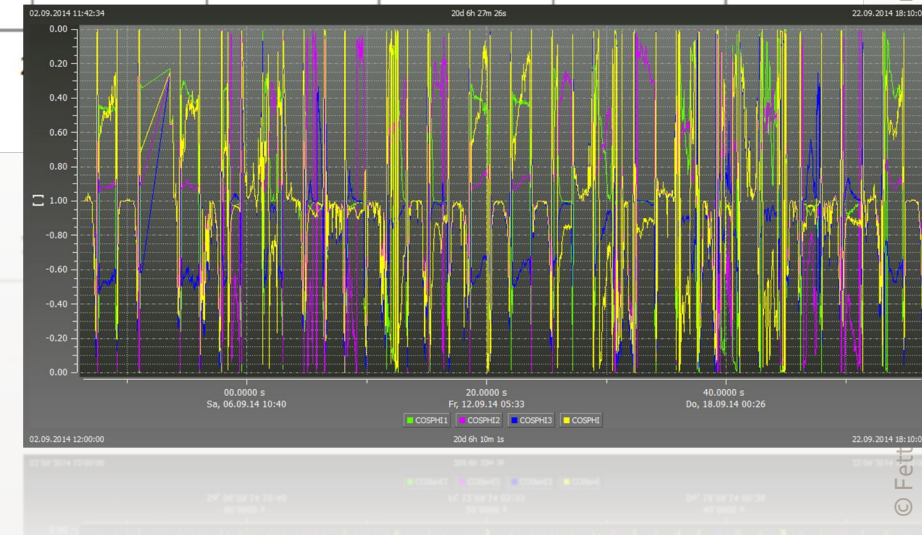 02.09.2014 11:42:34 20d 6h 27m 26s 22.09.2014 18:10:0
0.00
0.20
0.40
0.60
0.80
[ ] 1.00
-0.80
-0.60
-0.40
-0.20
0.00
00.0000 s 20.0000 s 40.0000 s
Sa, 06.09.14 10:40 Fr, 12.09.14 05:33 Do, 18.09.14 00:26
COSPHI1 COSPHI2 COSPHI3 COSPHI
02.09.2014 12:00:00 20d 6h 10m 1s 22.09.2014 18:10:0
© Fett